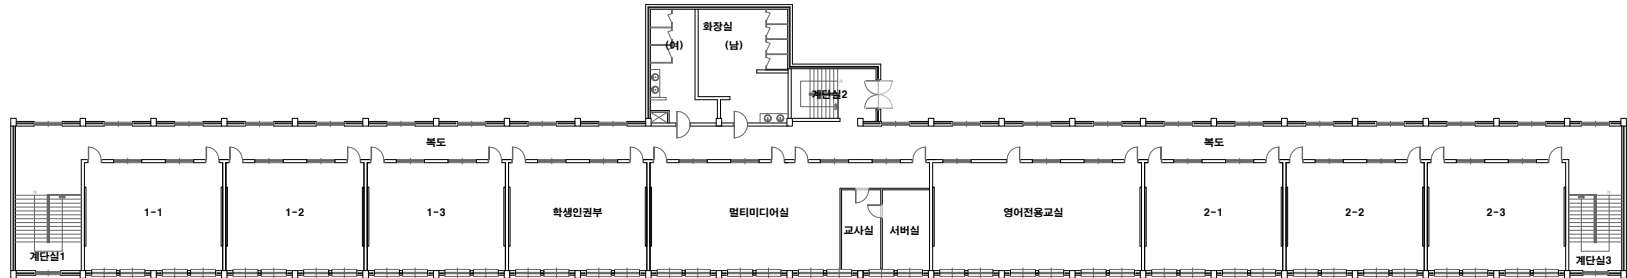 화장실
(여)
(남)
계단실2
복도
복도
1-1
1-2
1-3
학생인권부
멀티미디어실
영어전용교실
2-1
2-2
2-3
교사실
서버실
계단실1
계단실3